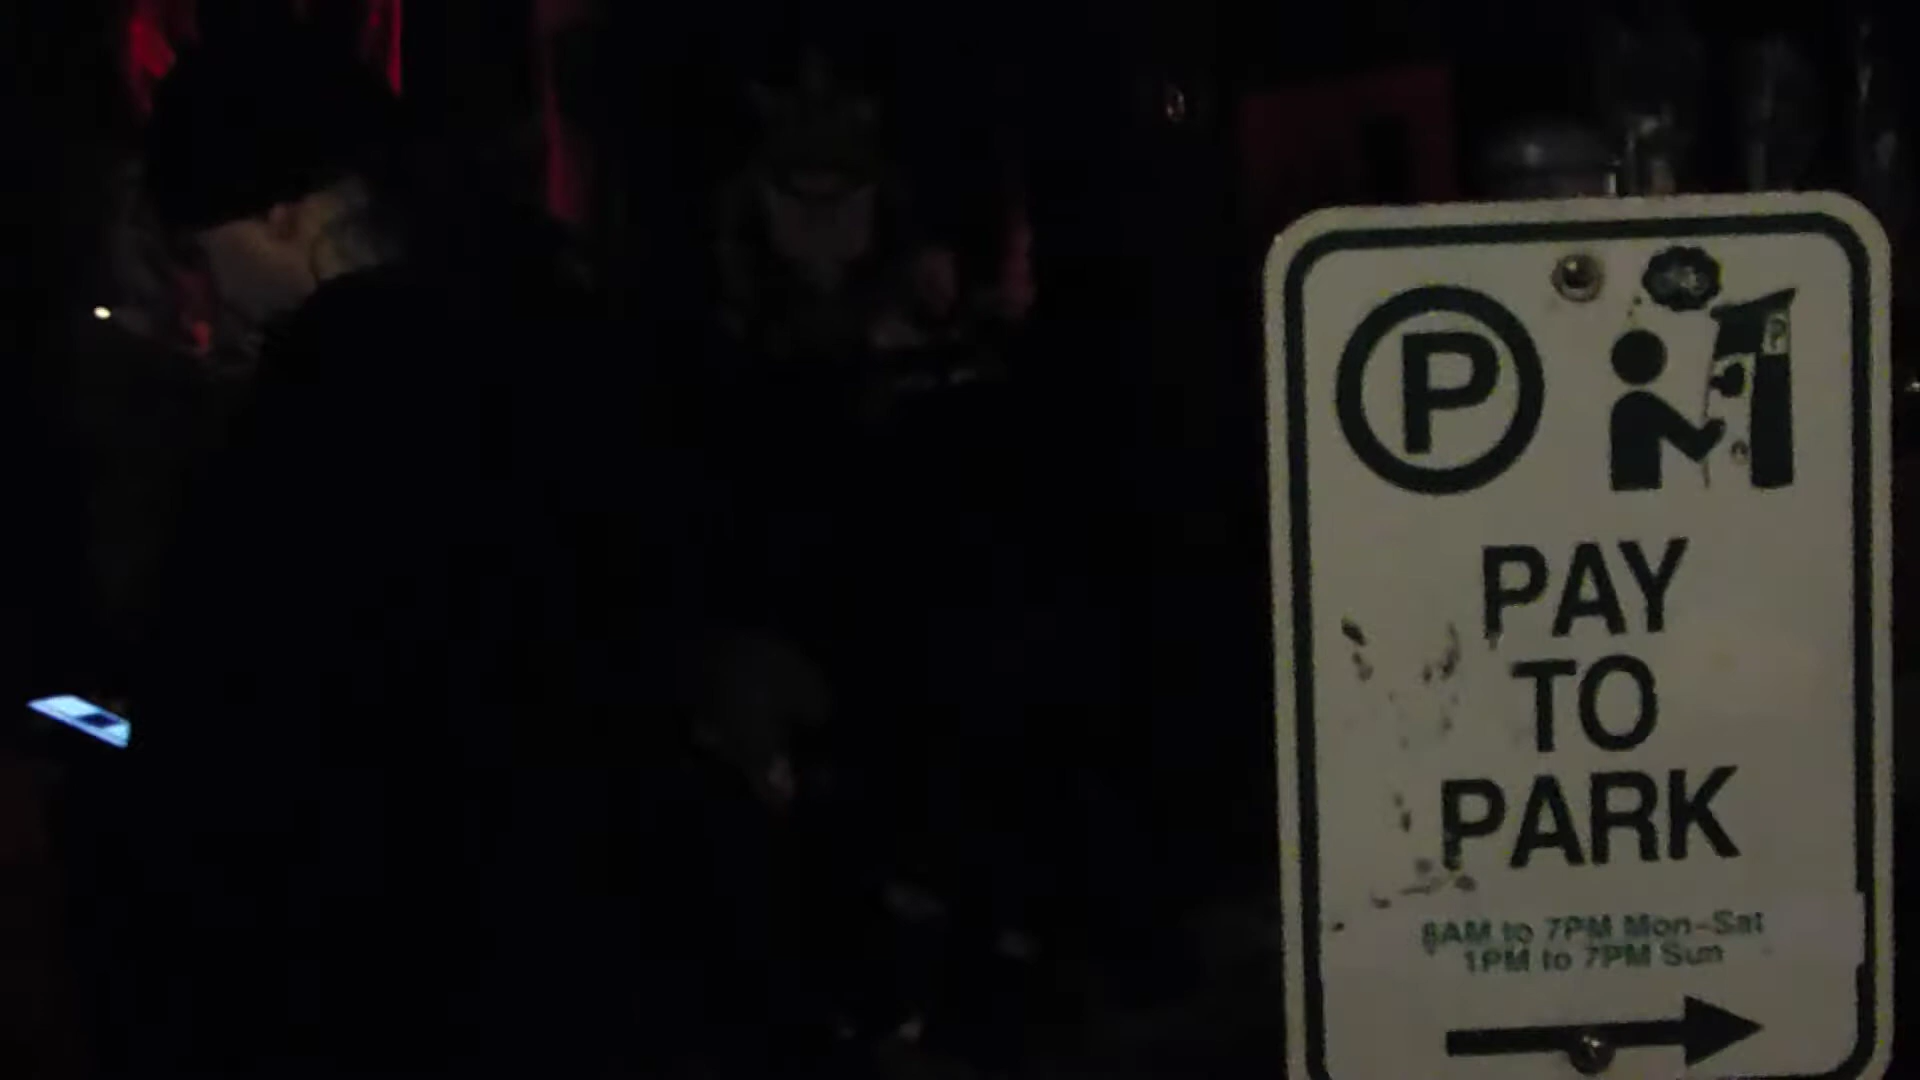 P
PAY
TO
PARK
8AM to 7PM Mon-Sat
1PM to 7PM Sun